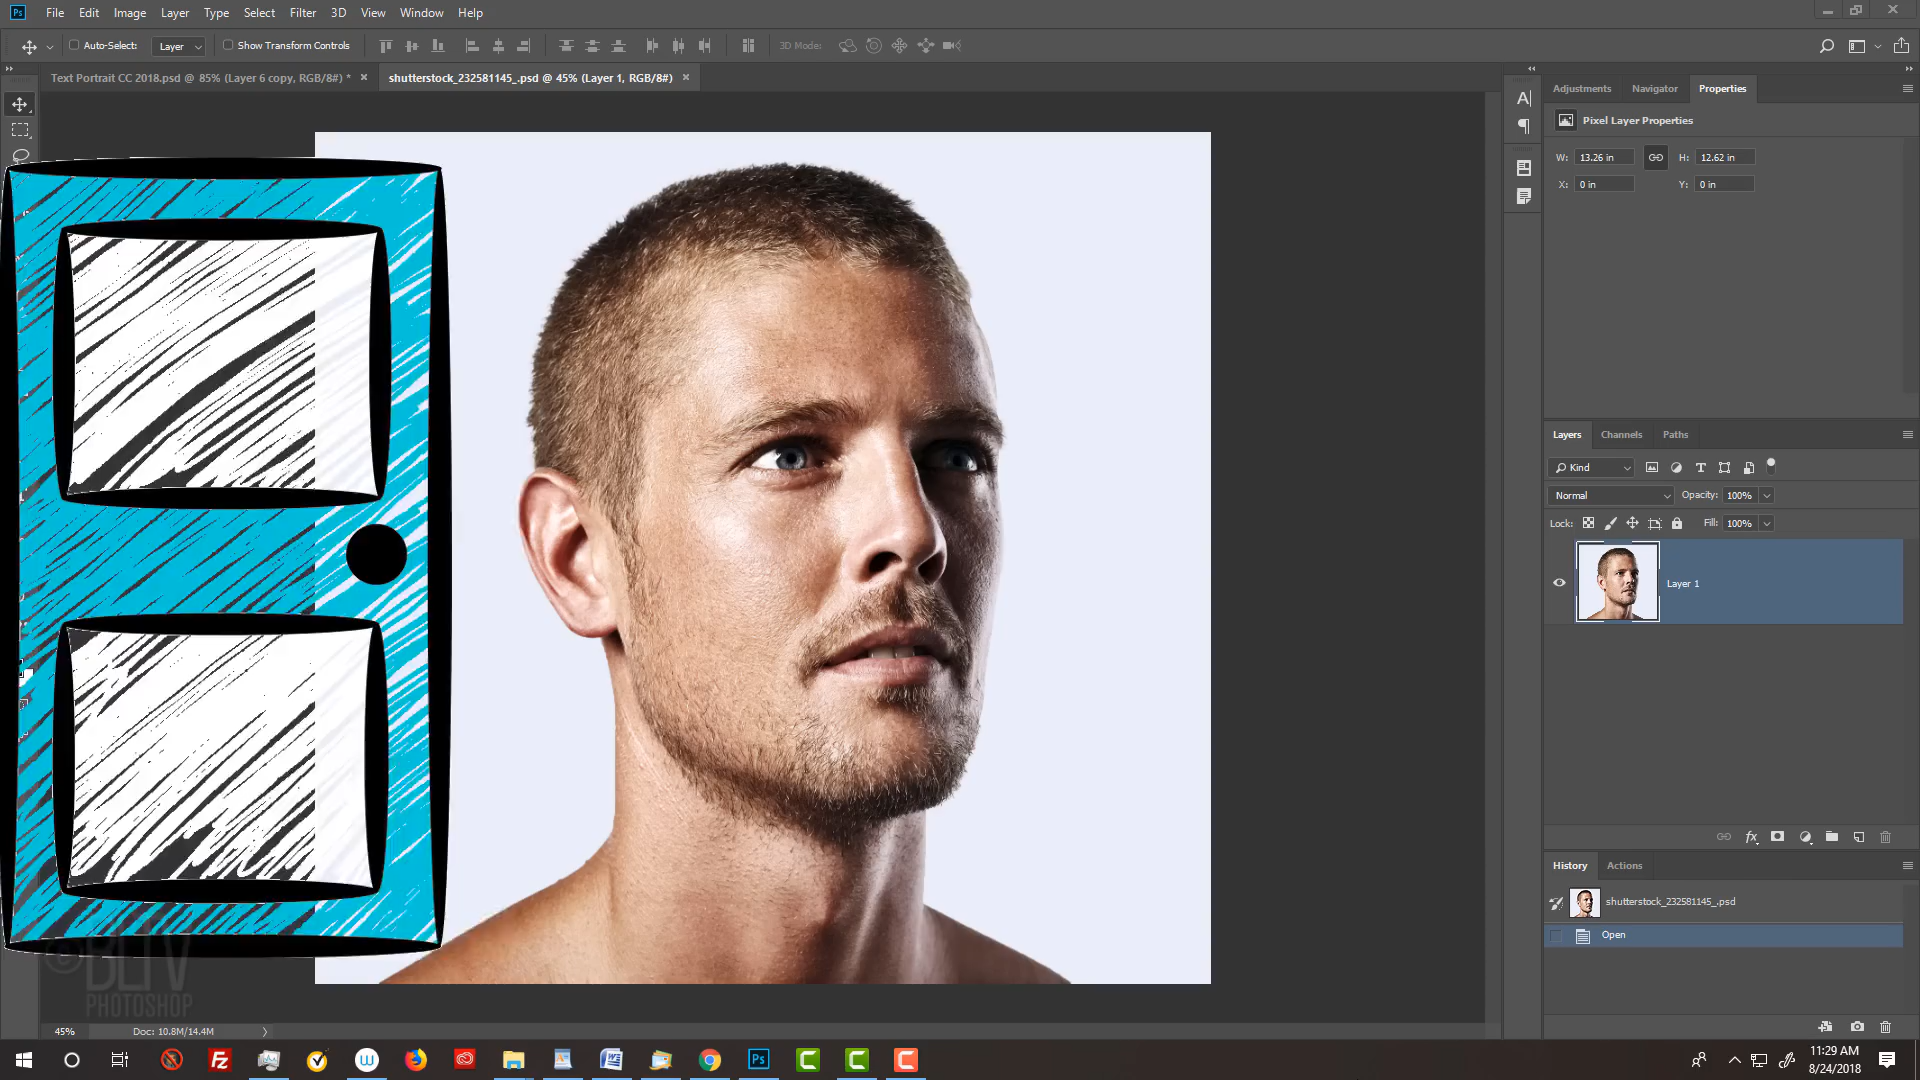 Ps File Edit Image Layer Type Select Filter 3D View Window Help
Auto-Select: Layer Show Transform Controls 3D Mode:
Text Portrait CC 2018.psd @ 85% (Layer 6 copy, RGB/8#) * × shutterstock_232581145_.psd @ 45% (Layer 1, RGB/8#) ×
Adjustments Navigator Properties
Pixel Layer Properties
W: 13.26 in H: 12.62 in
X: 0 in Y: 0 in
Layers Channels Paths
Kind
Normal Opacity: 100%
Lock: Fill: 100%
Layer 1
fx
History Actions
shutterstock_232581145_.psd
Open
© BLTV
PHOTOSHOP
45% Doc: 10.8M/14.4M
11:29 AM
8/24/2018